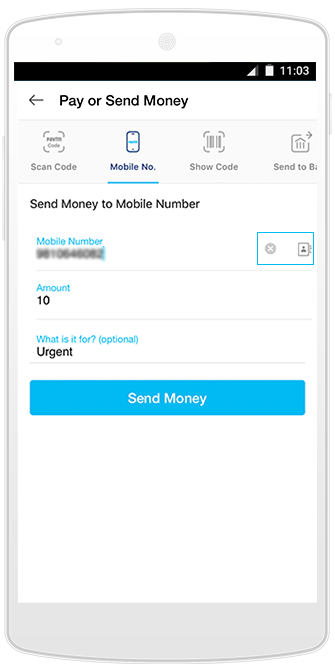 11:03
Pay or Send Money
Paytm
Code
Scan Code
Mobile No.
Show Code
Send to Ba
Send Money to Mobile Number
Mobile Number
Amount
10
What is it for? (optional)
Urgent
Send Money